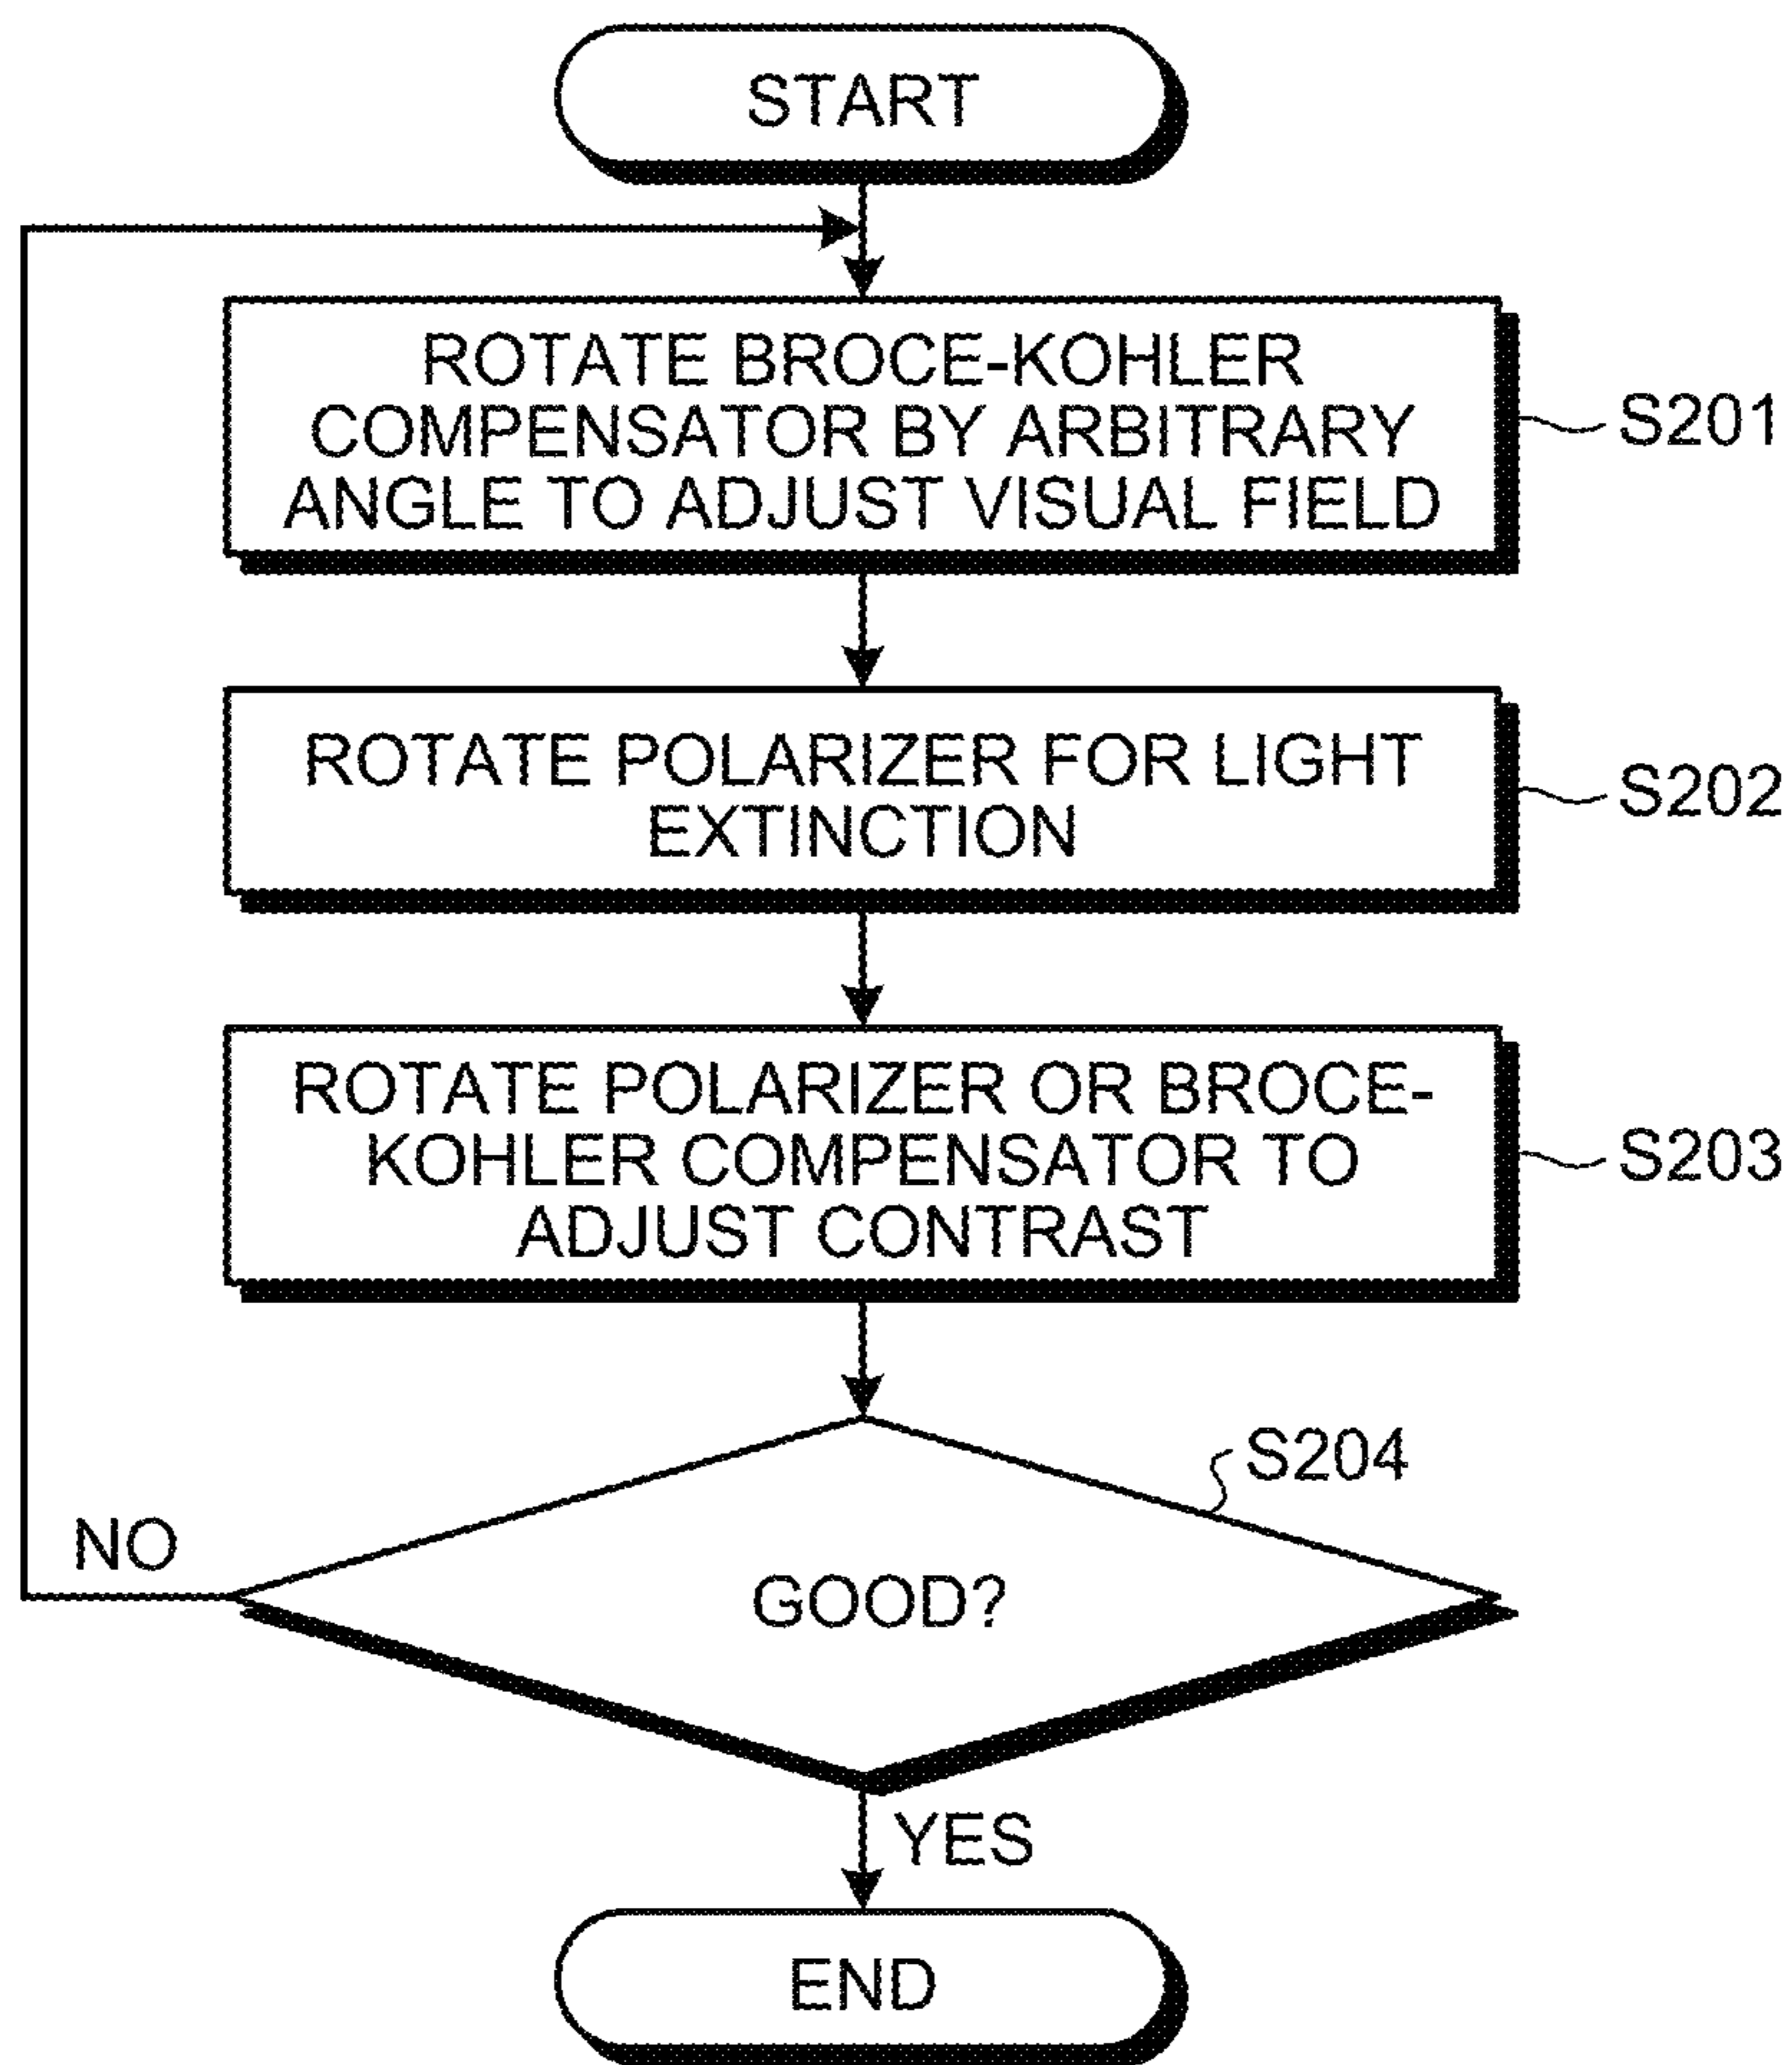 START
ROTATE BROCE-KOHLER
COMPENSATOR BY ARBITRARY
ANGLE TO ADJUST VISUAL FIELD
S201
ROTATE POLARIZER FOR LIGHT
EXTINCTION
S202
ROTATE POLARIZER OR BROCE-
KOHLER COMPENSATOR TO
ADJUST CONTRAST
S203
S204
NO
GOOD?
YES
END